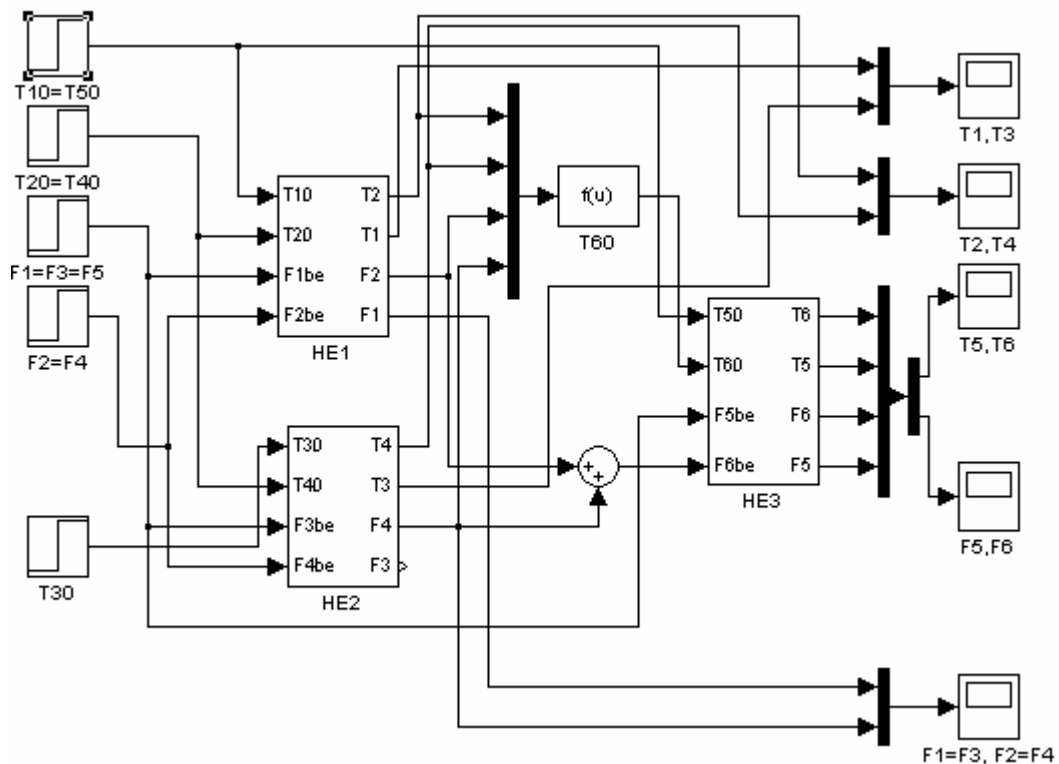 T10=T50
T20=T40
F1=F3=F5
F2=F4
T30
T10 T2
T20 T1
F1be F2
F2be F1
HE1
T30 T4
T40 T3
F3be F4
F4be F3
HE2
f(u)
T60
+
+
T50 T6
T60 T5
F5be F6
F6be F5
HE3
T1,T3
T2,T4
T5,T6
F5,F6
F1=F3, F2=F4